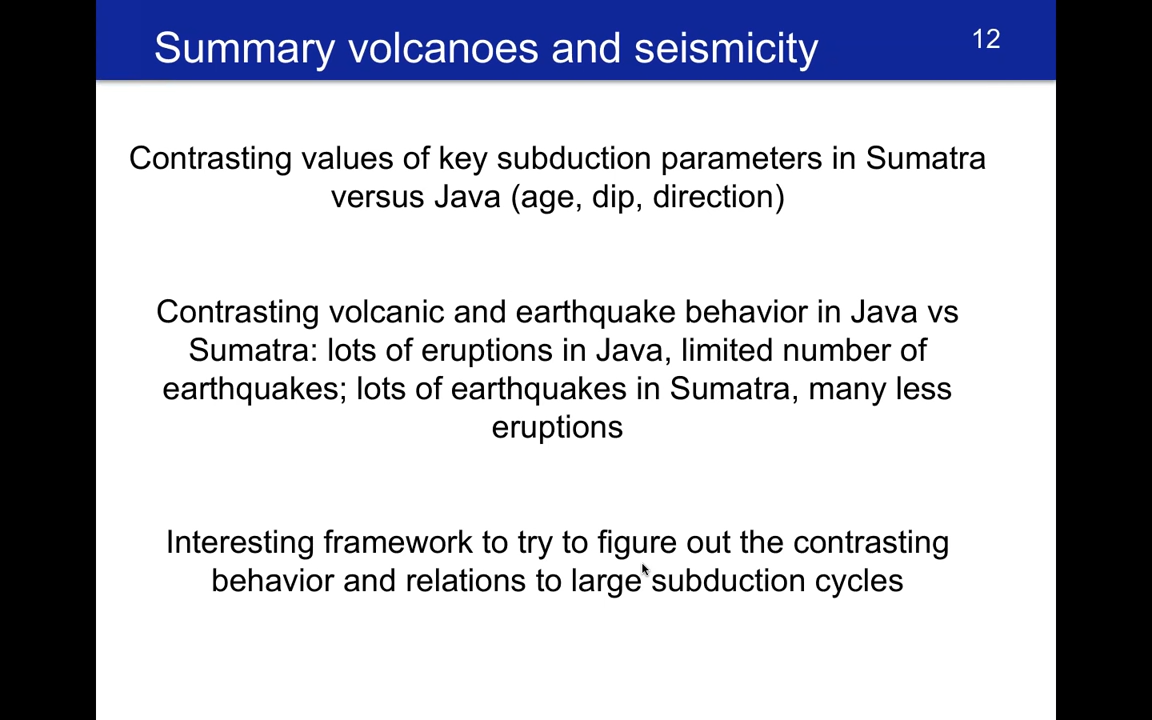 Summary volcanoes and seismicity
12
Contrasting values of key subduction parameters in Sumatra
versus Java (age, dip, direction)
Contrasting volcanic and earthquake behavior in Java vs
Sumatra: lots of eruptions in Java, limited number of
earthquakes; lots of earthquakes in Sumatra, many less
eruptions
Interesting framework to try to figure out the contrasting
behavior and relations to large subduction cycles